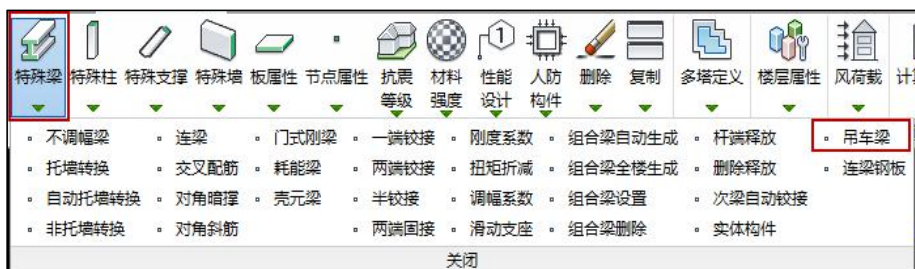 特殊梁 特殊柱 特殊支撑 特殊墙 板属性 节点属性 抗震等级 材料强度 性能设计 人防构件 删除 复制 多塔定义 楼层属性 风荷载
不调幅梁 连梁 门式刚梁 一端铰接 刚度系数 组合梁自动生成 杆端释放 吊车梁
托墙转换 交叉配筋 耗能梁 两端铰接 扭矩折减 组合梁全楼生成 删除释放 连梁钢板
自动托墙转换 对角暗撑 壳元梁 半铰接 调幅系数 组合梁设置 次梁自动铰接
非托墙转换 对角斜筋 两端固接 滑动支座 组合梁删除 实体构件
关闭